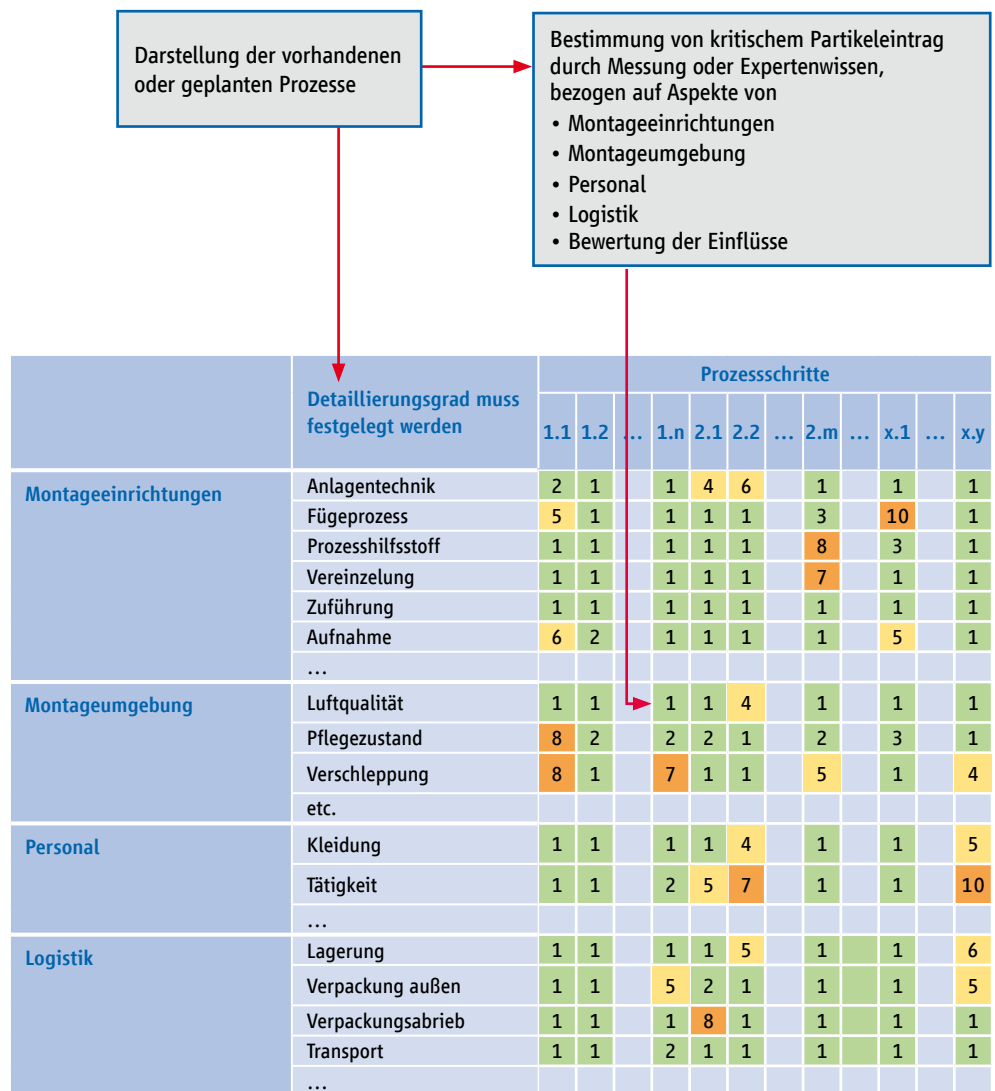 Darstellung der vorhandenen
oder geplanten Prozesse
Bestimmung von kritischem Partikeleintrag
durch Messung oder Expertenwissen,
bezogen auf Aspekte von
• Montageeinrichtungen
• Montageumgebung
• Personal
• Logistik
• Bewertung der Einflüsse
Detaillierungsgrad muss
festgelegt werden
Prozessschritte
1.1 1.2 ... 1.n 2.1 2.2 ... 2.m ... x.1 ... x.y
Montageeinrichtungen
Anlagentechnik 2 1 1 4 6 1 1 1
Fügeprozess 5 1 1 1 1 3 10 1
Prozesshilfsstoff 1 1 1 1 1 8 3 1
Vereinzelung 1 1 1 1 1 7 1 1
Zuführung 1 1 1 1 1 1 1 1
Aufnahme 6 2 1 1 1 1 5 1
...
Montageumgebung
Luftqualität 1 1 1 1 4 1 1 1
Pflegezustand 8 2 2 2 1 2 3 1
Verschleppung 8 1 7 1 1 5 1 4
etc.
Personal
Kleidung 1 1 1 1 4 1 1 5
Tätigkeit 1 1 2 5 7 1 1 10
...
Logistik
Lagerung 1 1 1 1 5 1 1 6
Verpackung außen 1 1 5 2 1 1 1 5
Verpackungsabrieb 1 1 1 8 1 1 1 1
Transport 1 1 2 1 1 1 1 1
...